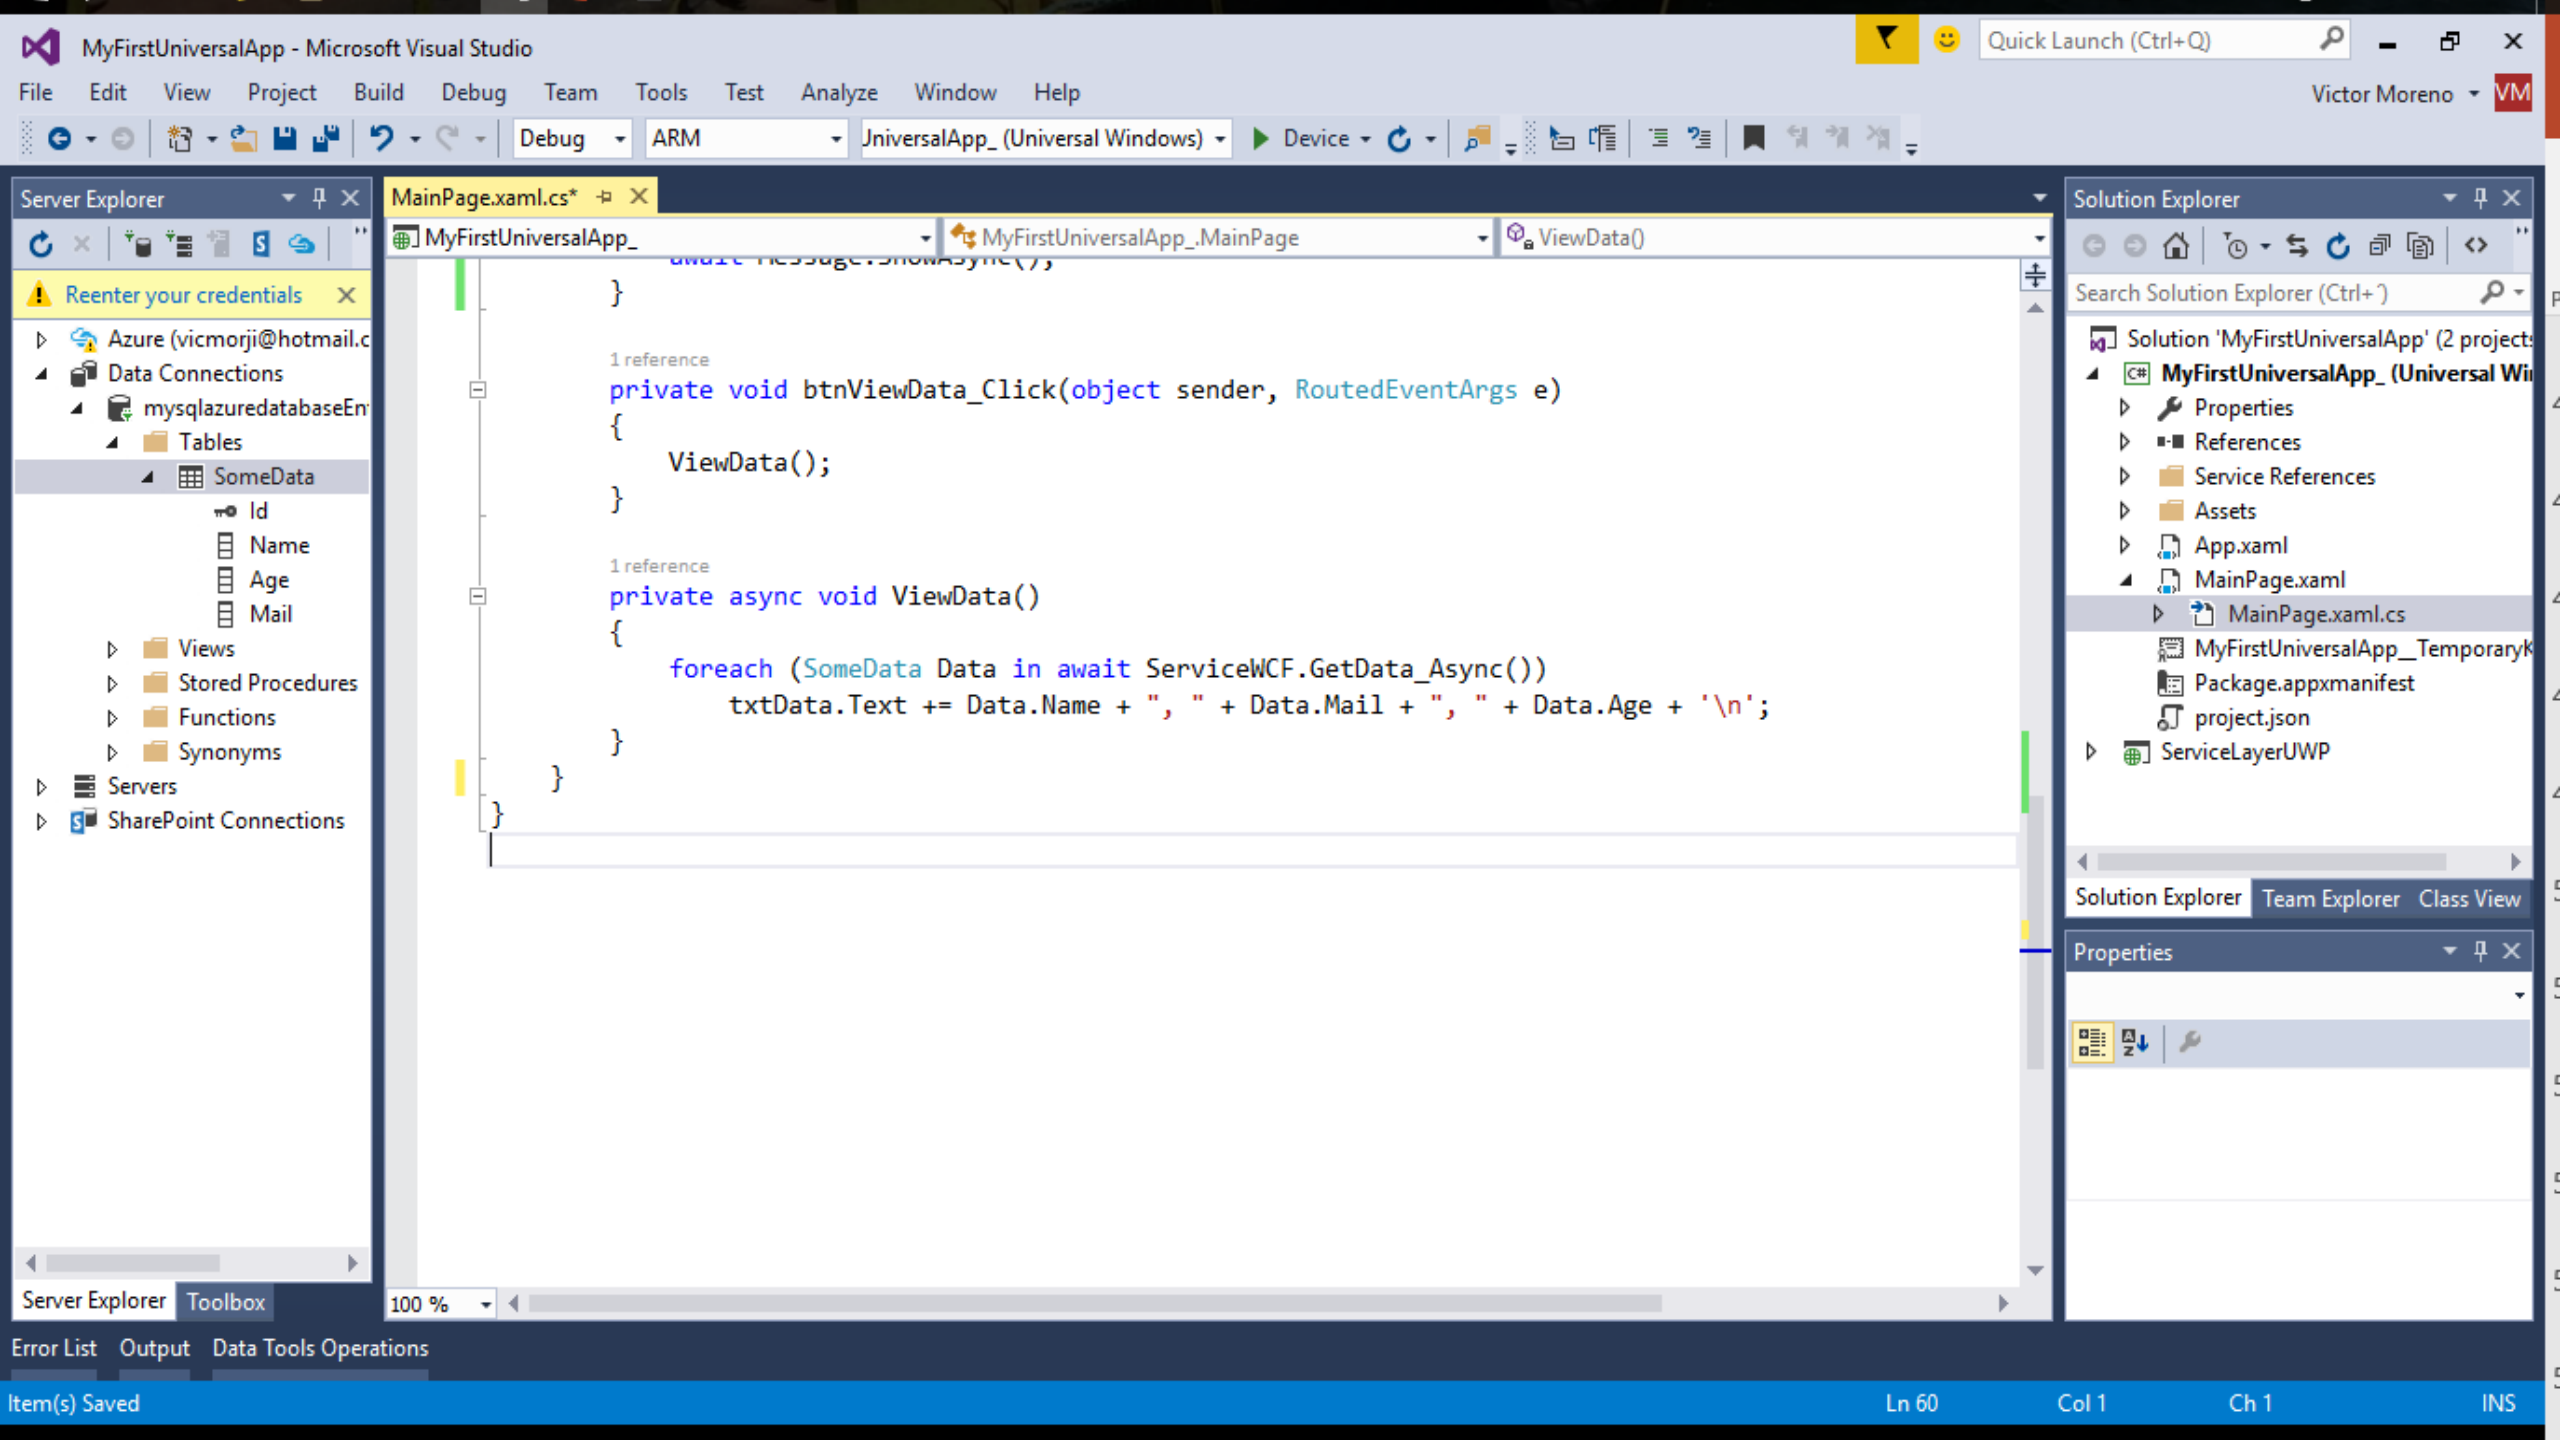 MyFirstUniversalApp - Microsoft Visual Studio
Quick Launch (Ctrl+Q)
File Edit View Project Build Debug Team Tools Test Analyze Window Help
Victor Moreno VM
Debug ARM JniversalApp_ (Universal Windows) Device
Server Explorer
Reenter your credentials
Azure (vicmorji@hotmail.c
Data Connections
mysqlazuredatabaseEn
Tables
SomeData
Id
Name
Age
Mail
Views
Stored Procedures
Functions
Synonyms
Servers
SharePoint Connections
Server Explorer Toolbox
MainPage.xaml.cs*
MyFirstUniversalApp_ MyFirstUniversalApp_.MainPage ViewData()
await Message.ShowAsync();
}
1 reference
private void btnViewData_Click(object sender, RoutedEventArgs e)
{
ViewData();
}
1 reference
private async void ViewData()
{
foreach (SomeData Data in await ServiceWCF.GetData_Async())
txtData.Text += Data.Name + ", " + Data.Mail + ", " + Data.Age + '\n';
}
}
}
100 %
Solution Explorer
Search Solution Explorer (Ctrl+´)
Solution 'MyFirstUniversalApp' (2 projects
C# MyFirstUniversalApp_ (Universal Wi
Properties
References
Service References
Assets
App.xaml
MainPage.xaml
MainPage.xaml.cs
MyFirstUniversalApp__TemporaryK
Package.appxmanifest
project.json
ServiceLayerUWP
Solution Explorer Team Explorer Class View
Properties
Error List Output Data Tools Operations
Item(s) Saved
Ln 60 Col 1 Ch 1 INS